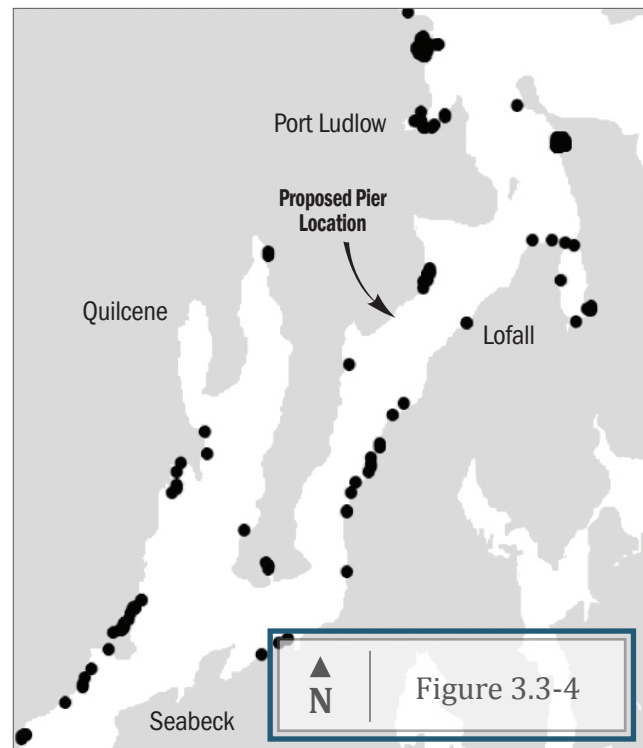 Port Ludlow
Proposed Pier
Location
Quilcene
Lofall
Seabeck
N
Figure 3.3-4